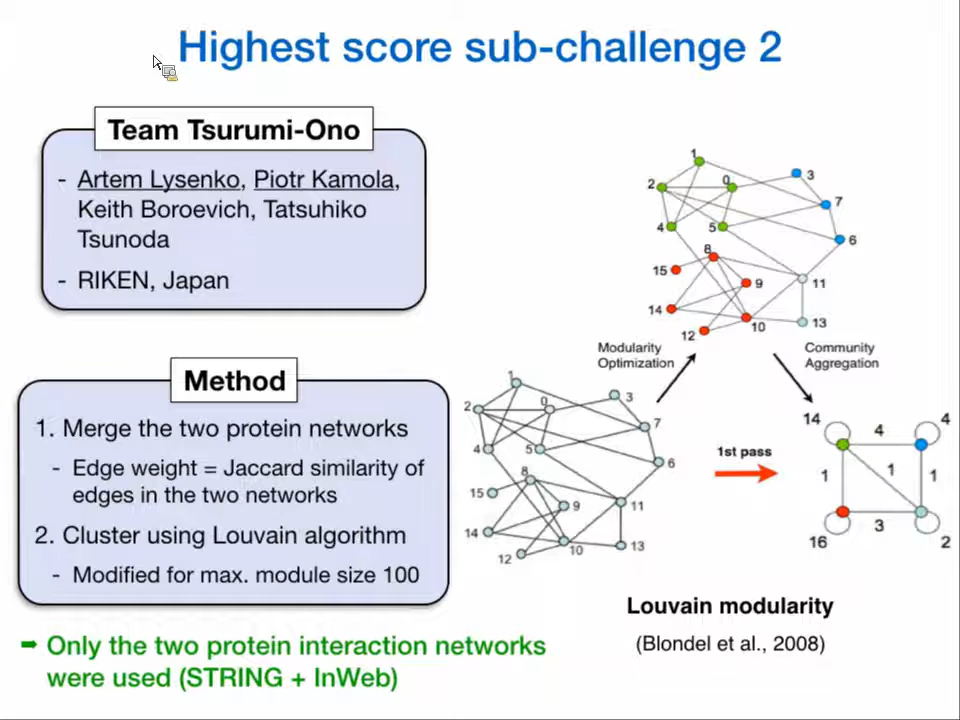 Highest score sub-challenge 2
Team Tsurumi-Ono
- Artem Lysenko, Piotr Kamola,
Keith Boroevich, Tatsuhiko
Tsunoda
- RIKEN, Japan
Method
1. Merge the two protein networks
- Edge weight = Jaccard similarity of
edges in the two networks
2. Cluster using Louvain algorithm
- Modified for max. module size 100
➡ Only the two protein interaction networks
were used (STRING + InWeb)
1
2
0
3
7
4
5
6
8
15
9
11
14
10
13
12
Modularity
Optimization
Community
Aggregation
1
2
0
3
7
4
5
6
8
15
9
11
14
10
13
12
1st pass
14
4
4
1
1
1
3
16
2
Louvain modularity
(Blondel et al., 2008)